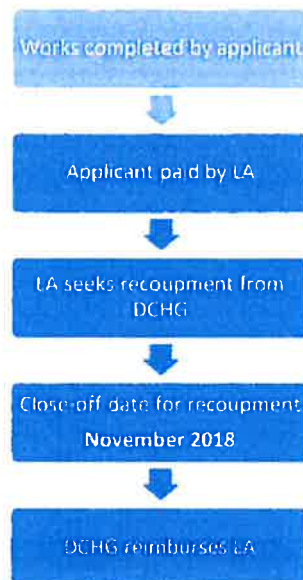 Works completed by applicant
Applicant paid by LA
LA seeks recoupment from
DCHG
Close-off date for recoupment
November 2018
DCHG reimburses LA